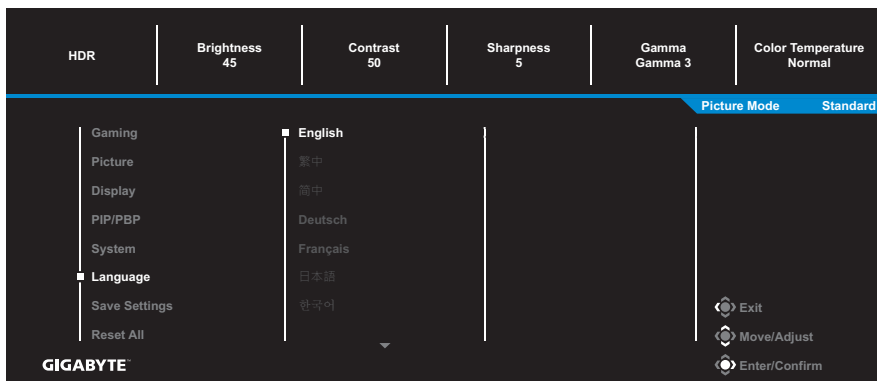 HDR
Brightness
45
Contrast
50
Sharpness
5
Gamma
Gamma 3
Color Temperature
Normal
Picture Mode Standard
Gaming
Picture
Display
PIP/PBP
System
Language
Save Settings
Reset All
English
繁中
简中
Deutsch
Français
日本語
한국어
Exit
Move/Adjust
Enter/Confirm
GIGABYTE™